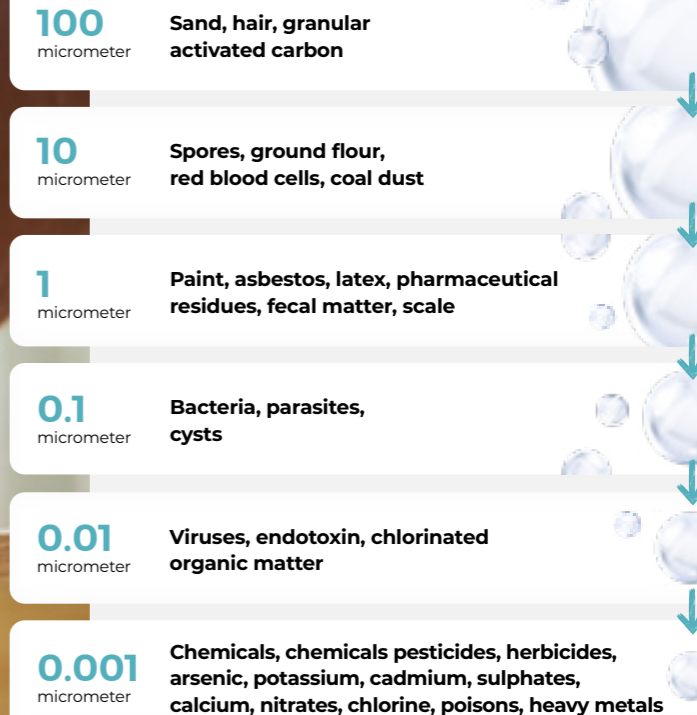 100
micrometer
Sand, hair, granular
activated carbon
10
micrometer
Spores, ground flour,
red blood cells, coal dust
1
micrometer
Paint, asbestos, latex, pharmaceutical
residues, fecal matter, scale
0.1
micrometer
Bacteria, parasites,
cysts
0.01
micrometer
Viruses, endotoxin, chlorinated
organic matter
0.001
micrometer
Chemicals, chemicals pesticides, herbicides,
arsenic, potassium, cadmium, sulphates,
calcium, nitrates, chlorine, poisons, heavy metals